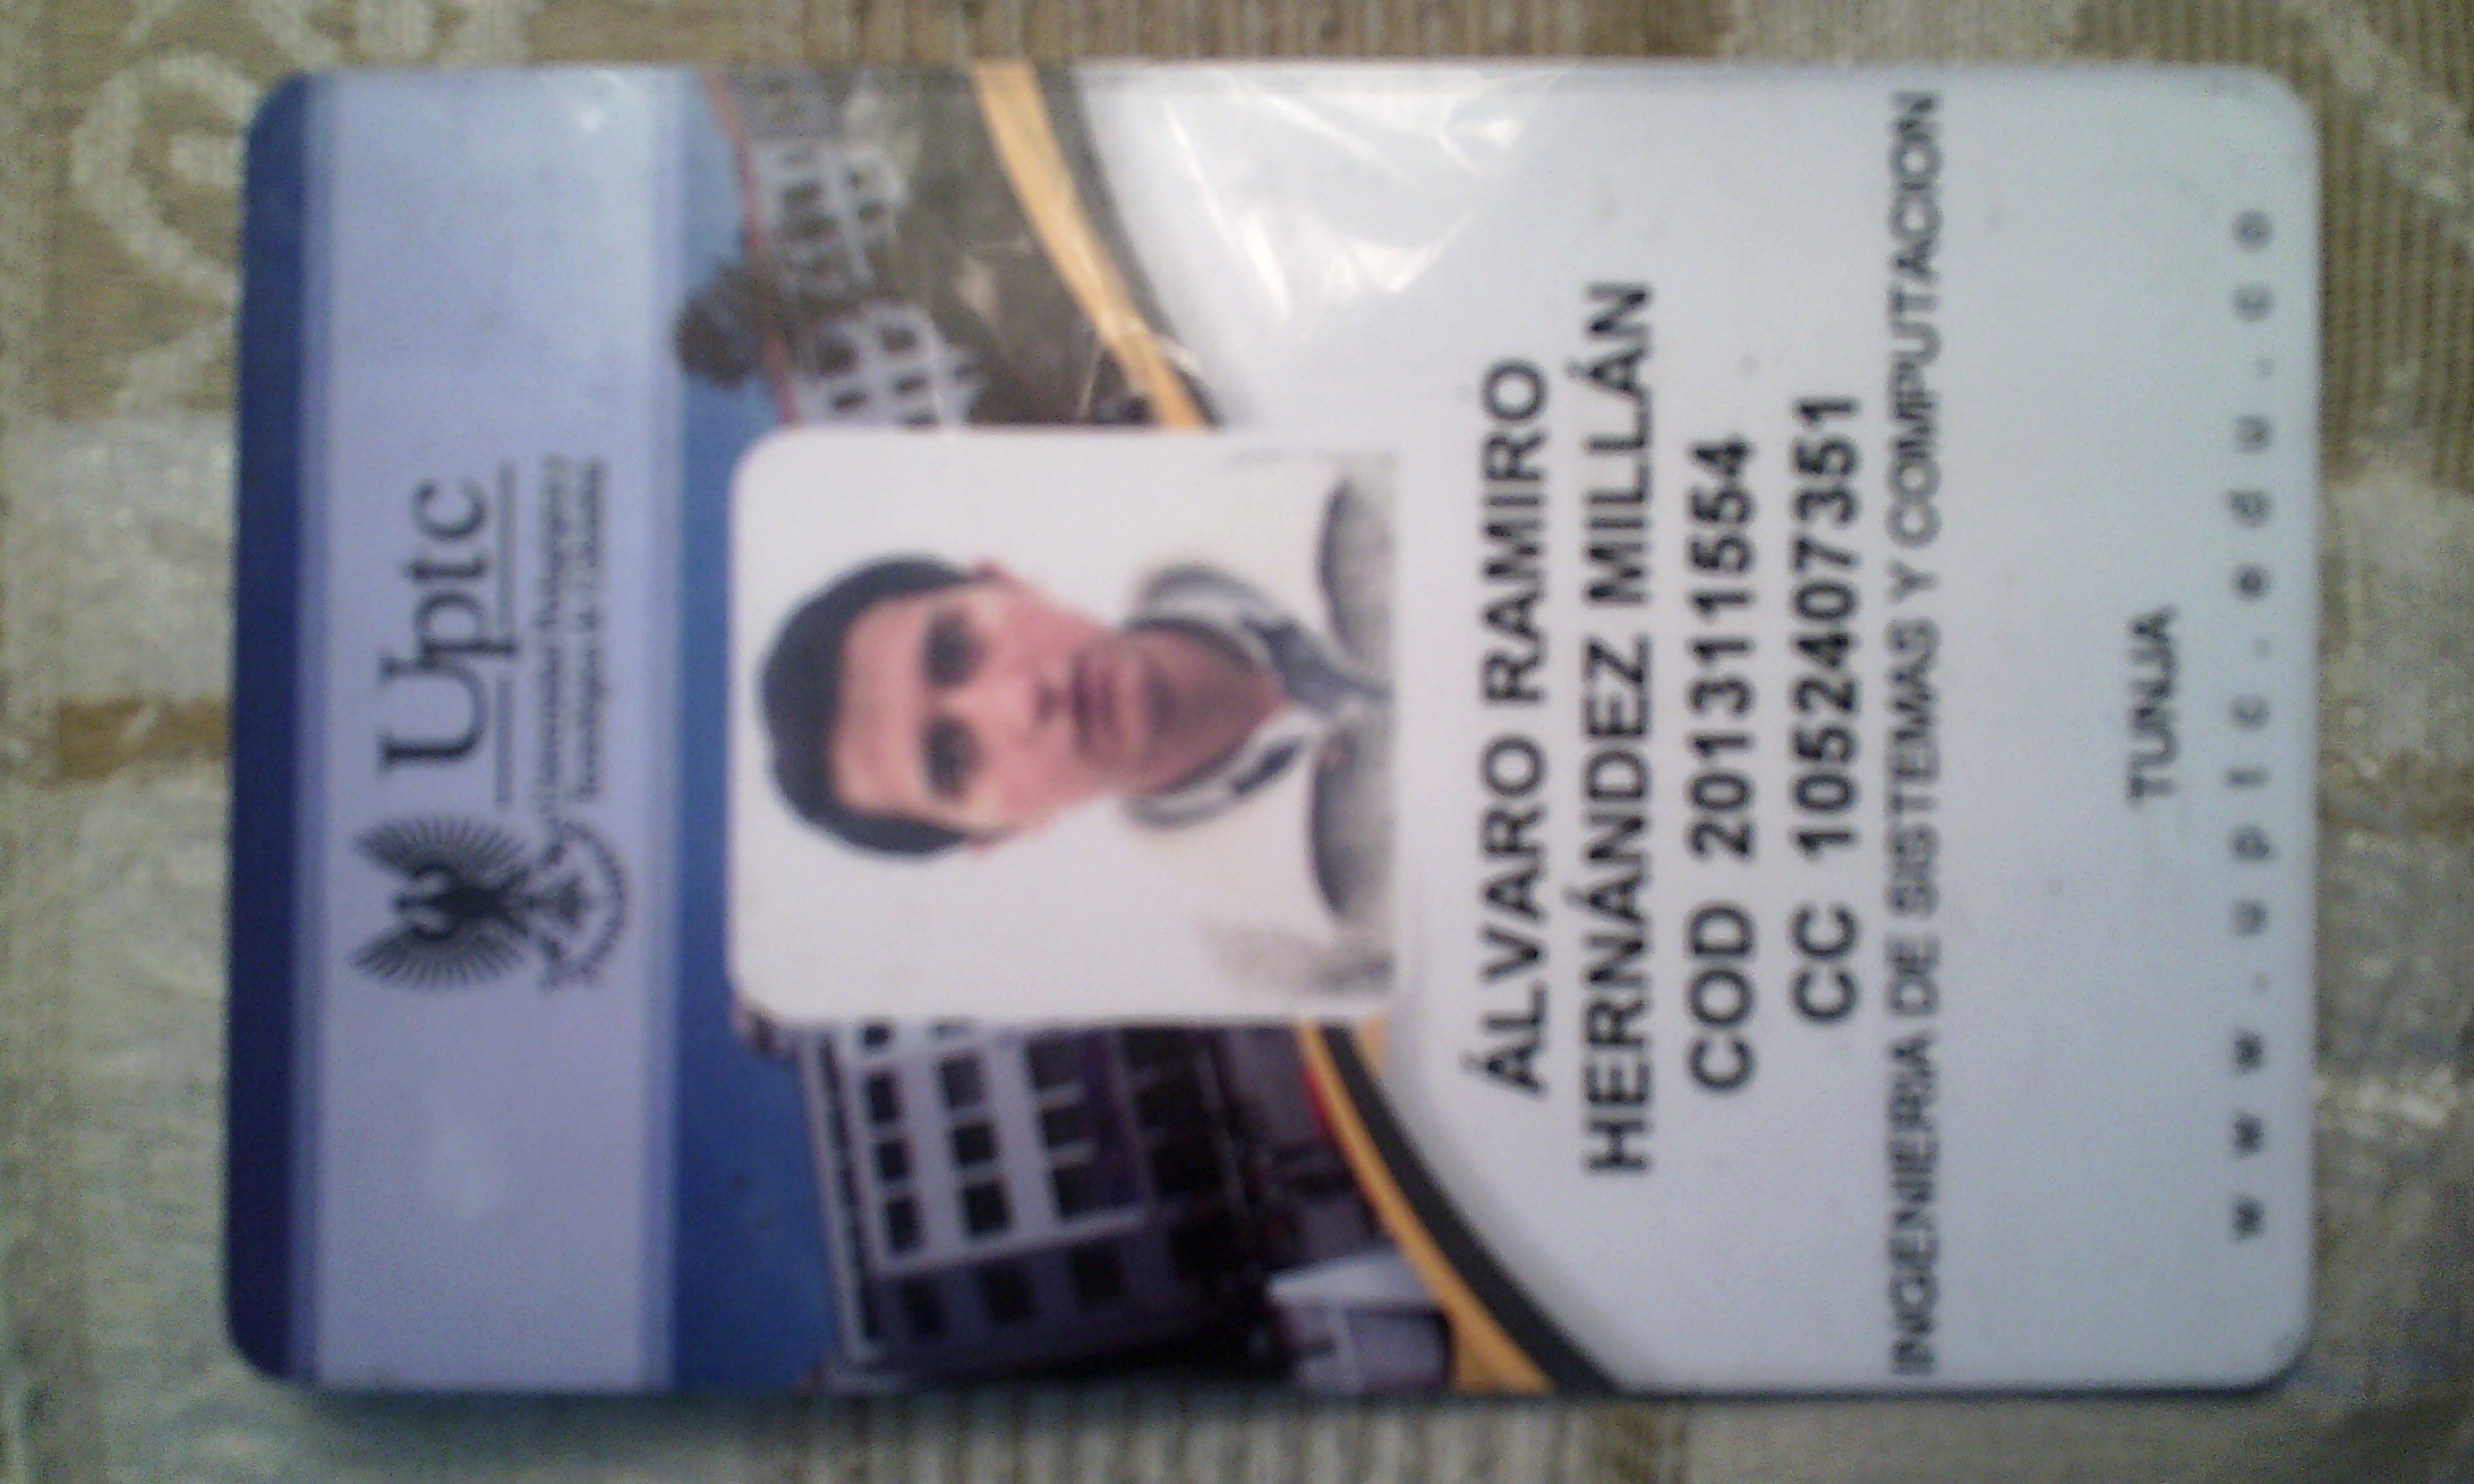 Uptc
Universidad Pedagógica y
Tecnológica de Colombia
ÁLVARO RAMIRO
HERNÁNDEZ MILLÁN
COD 201311554
CC 1052407351
INGENIERIA DE SISTEMAS Y COMPUTACION
TUNJA
www.uptc.edu.co